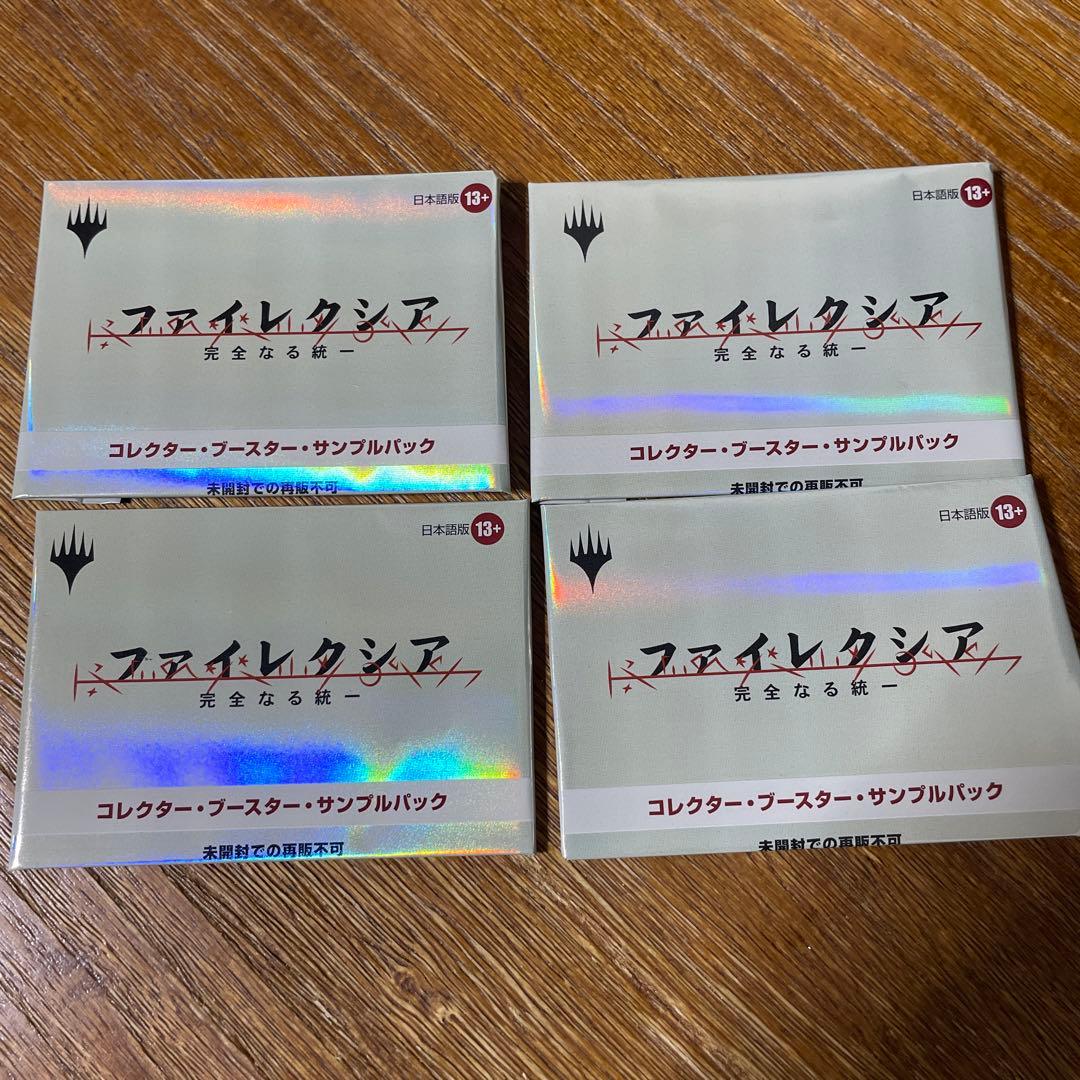 日本語版 13+
ファイレクシア
完全なる統一
コレクター・ブースター・サンプルパック
未開封での再販不可
日本語版 13+
ファイレクシア
完全なる統一
コレクター・ブースター・サンプルパック
未開封での再販不可
日本語版 13+
ファイレクシア
完全なる統一
コレクター・ブースター・サンプルパック
未開封での再販不可
日本語版 13+
ファイレクシア
完全なる統一
コレクター・ブースター・サンプルパック
未開封での再販不可